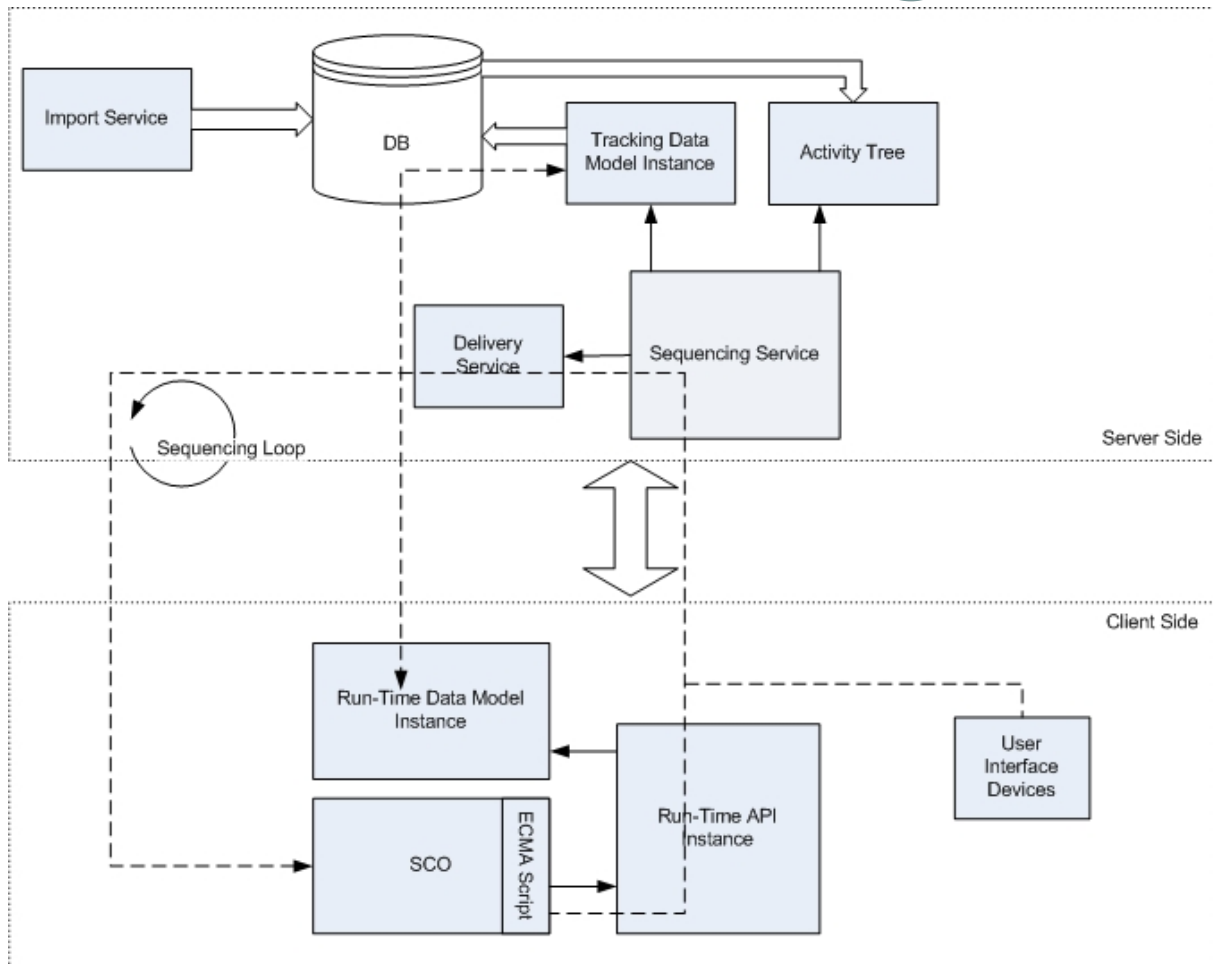 Import Service
DB
Tracking Data
Model Instance
Activity Tree
Delivery
Service
Sequencing Service
Sequencing Loop
Server Side
Client Side
Run-Time Data Model
Instance
User
Interface
Devices
Run-Time API
Instance
SCO
ECMA Script